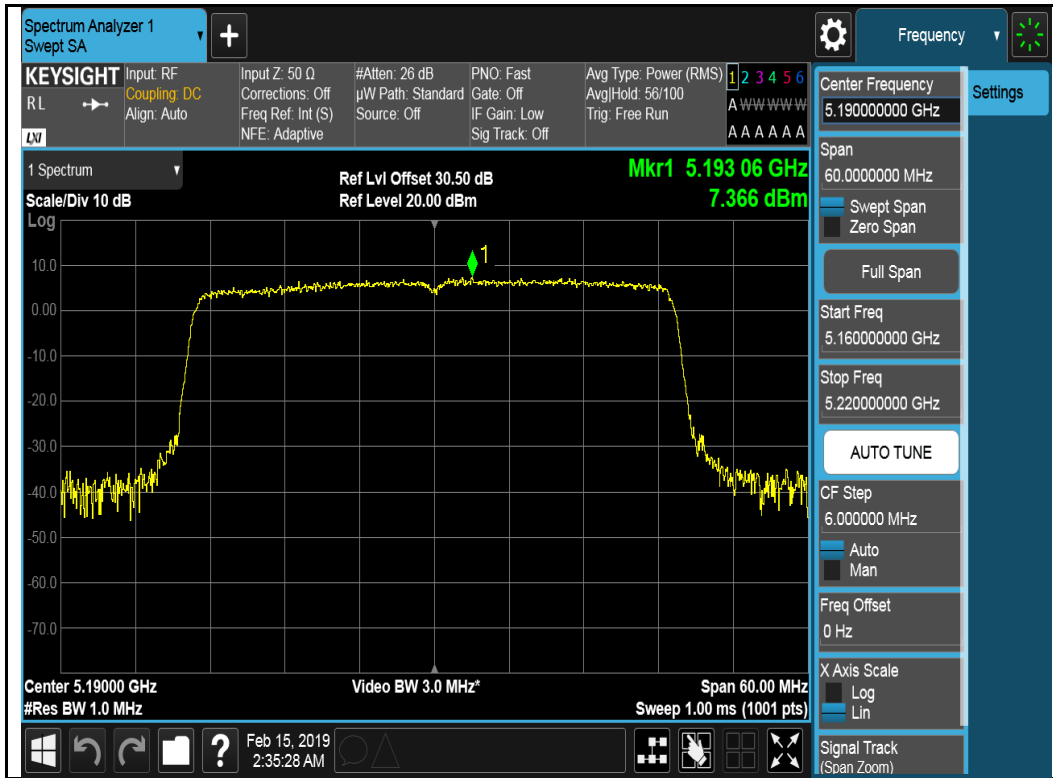 Spectrum Analyzer 1
Swept SA
+
Frequency
KEYSIGHT
RL
LXI
Input: RF
Coupling: DC
Align: Auto
Input Z: 50 Ω
Corrections: Off
Freq Ref: Int (S)
NFE: Adaptive
#Atten: 26 dB
µW Path: Standard
Source: Off
PNO: Fast
Gate: Off
IF Gain: Low
Sig Track: Off
Avg Type: Power (RMS)
Avg|Hold: 56/100
Trig: Free Run
1 2 3 4 5 6
A W W W W W
A A A A A A
1 Spectrum
Scale/Div 10 dB
Log
Ref Lvl Offset 30.50 dB
Ref Level 20.00 dBm
Mkr1 5.193 06 GHz
7.366 dBm
1
10.0
0.00
-10.0
-20.0
-30.0
-40.0
-50.0
-60.0
-70.0
Center 5.19000 GHz
#Res BW 1.0 MHz
Video BW 3.0 MHz*
Span 60.00 MHz
Sweep 1.00 ms (1001 pts)
?
Feb 15, 2019
2:35:28 AM
Center Frequency
5.190000000 GHz
Settings
Span
60.0000000 MHz
Swept Span
Zero Span
Full Span
Start Freq
5.160000000 GHz
Stop Freq
5.220000000 GHz
AUTO TUNE
CF Step
6.000000 MHz
Auto
Man
Freq Offset
0 Hz
X Axis Scale
Log
Lin
Signal Track
(Span Zoom)